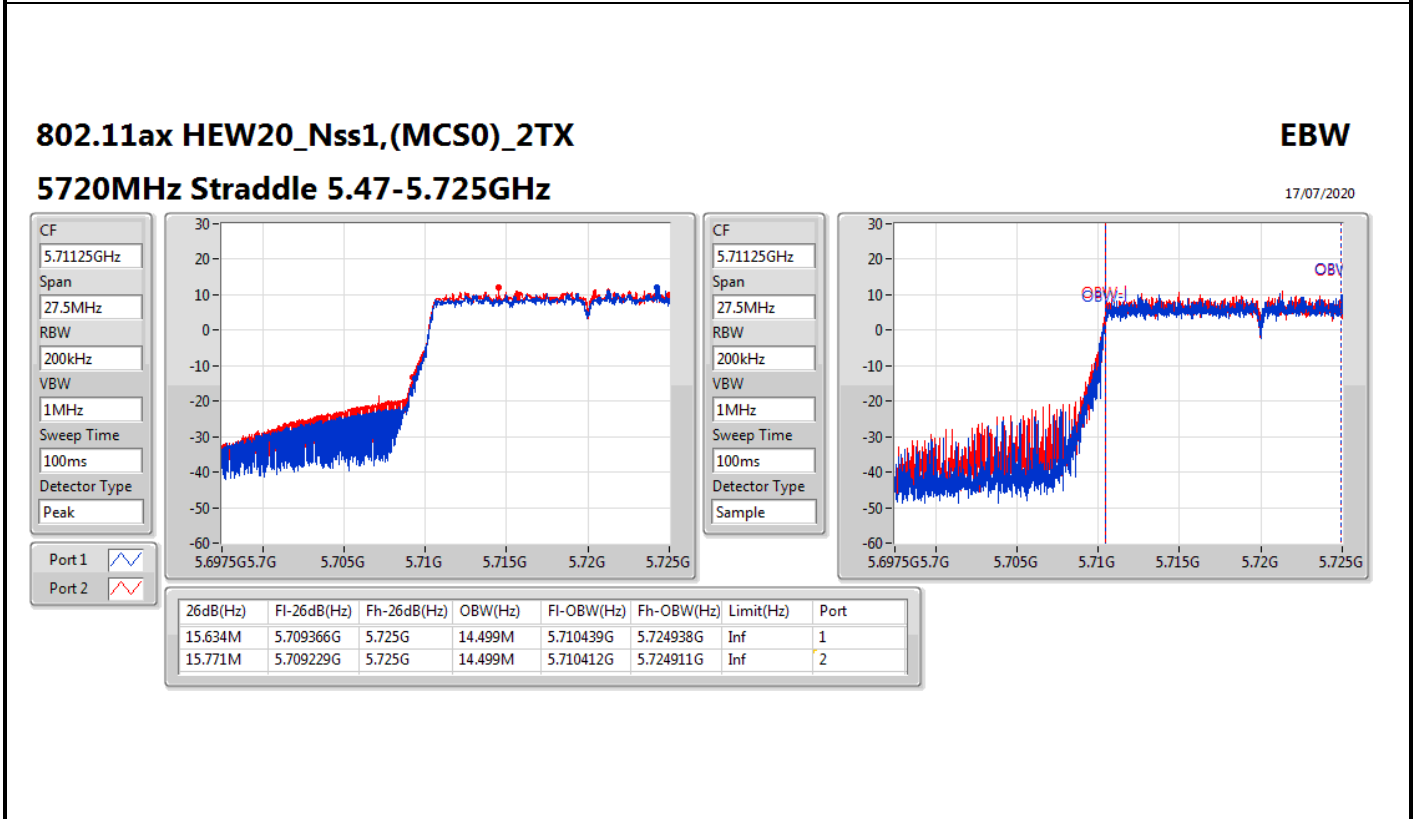 802.11ax HEW20_Nss1,(MCS0)_2TX
EBW
5720MHz Straddle 5.47-5.725GHz
17/07/2020
CF
5.71125GHz
Span
27.5MHz
RBW
200kHz
VBW
1MHz
Sweep Time
100ms
Detector Type
Peak
Port 1
Port 2
30
20
10
0
-10
-20
-30
-40
-50
-60
5.6975G 5.7G 5.705G 5.71G 5.715G 5.72G 5.725G
CF
5.71125GHz
Span
27.5MHz
RBW
200kHz
VBW
1MHz
Sweep Time
100ms
Detector Type
Sample
30
20
10
0
-10
-20
-30
-40
-50
-60
OBW-l
OBW
5.6975G 5.7G 5.705G 5.71G 5.715G 5.72G 5.725G
26dB(Hz) Fl-26dB(Hz) Fh-26dB(Hz) OBW(Hz) Fl-OBW(Hz) Fh-OBW(Hz) Limit(Hz) Port
15.634M 5.709366G 5.725G 14.499M 5.710439G 5.724938G Inf 1
15.771M 5.709229G 5.725G 14.499M 5.710412G 5.724911G Inf 2